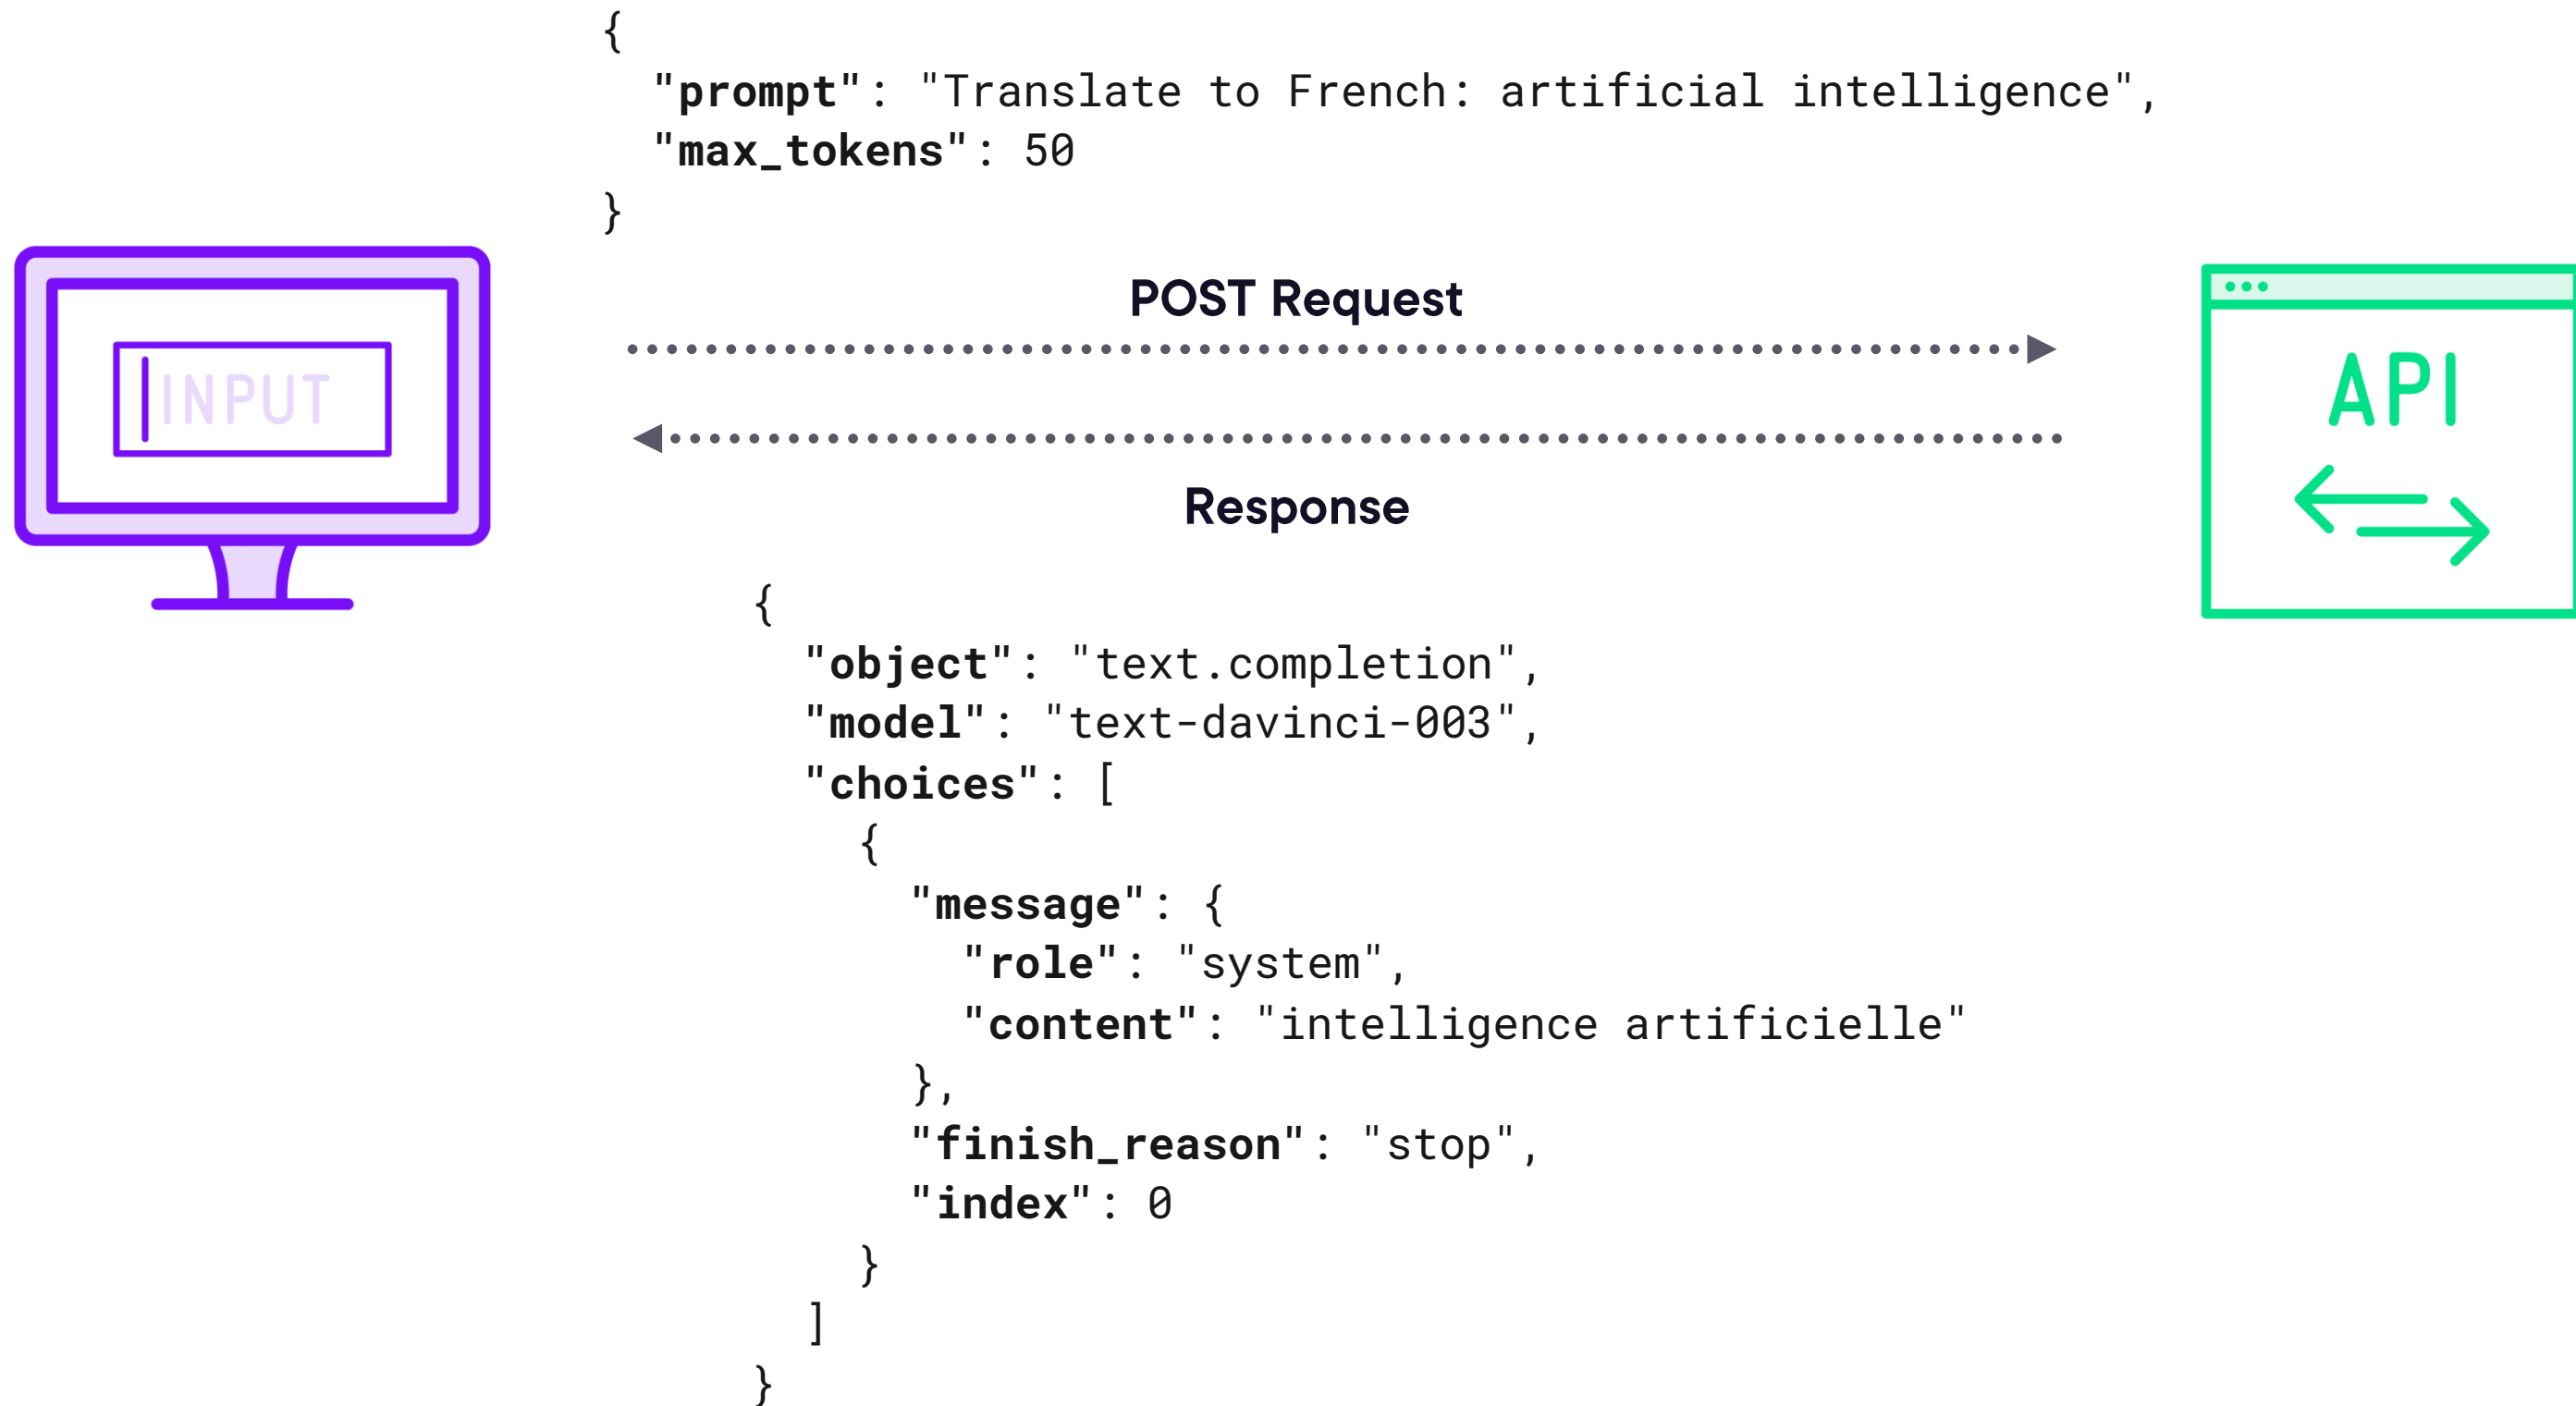 {
  "prompt": "Translate to French: artificial intelligence",
  "max_tokens": 50
}
POST Request
INPUT
API
Response
{
  "object": "text.completion",
  "model": "text-davinci-003",
  "choices": [
    {
      "message": {
        "role": "system",
        "content": "intelligence artificielle"
      },
      "finish_reason": "stop",
      "index": 0
    }
  ]
}